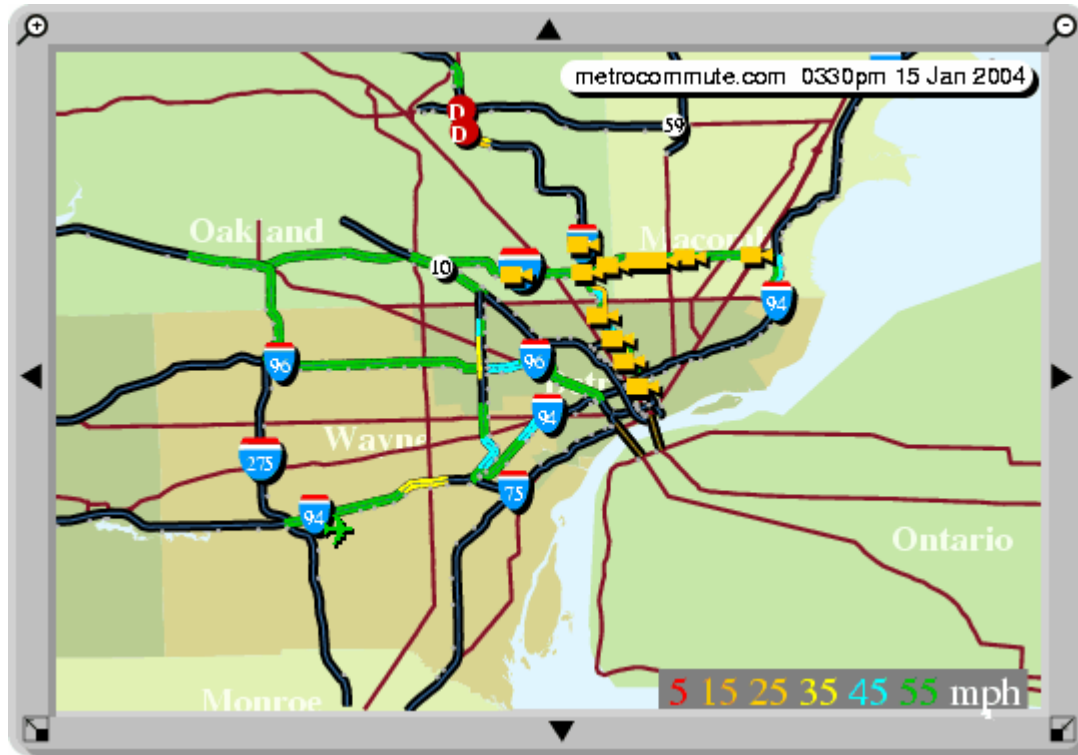 metrocommute.com 0330pm 15 Jan 2004
D
D
59
Oakland
Macomb
10
94
96
96
Detr
94
Wayne
275
75
94
Ontario
Monroe
5 15 25 35 45 55 mph